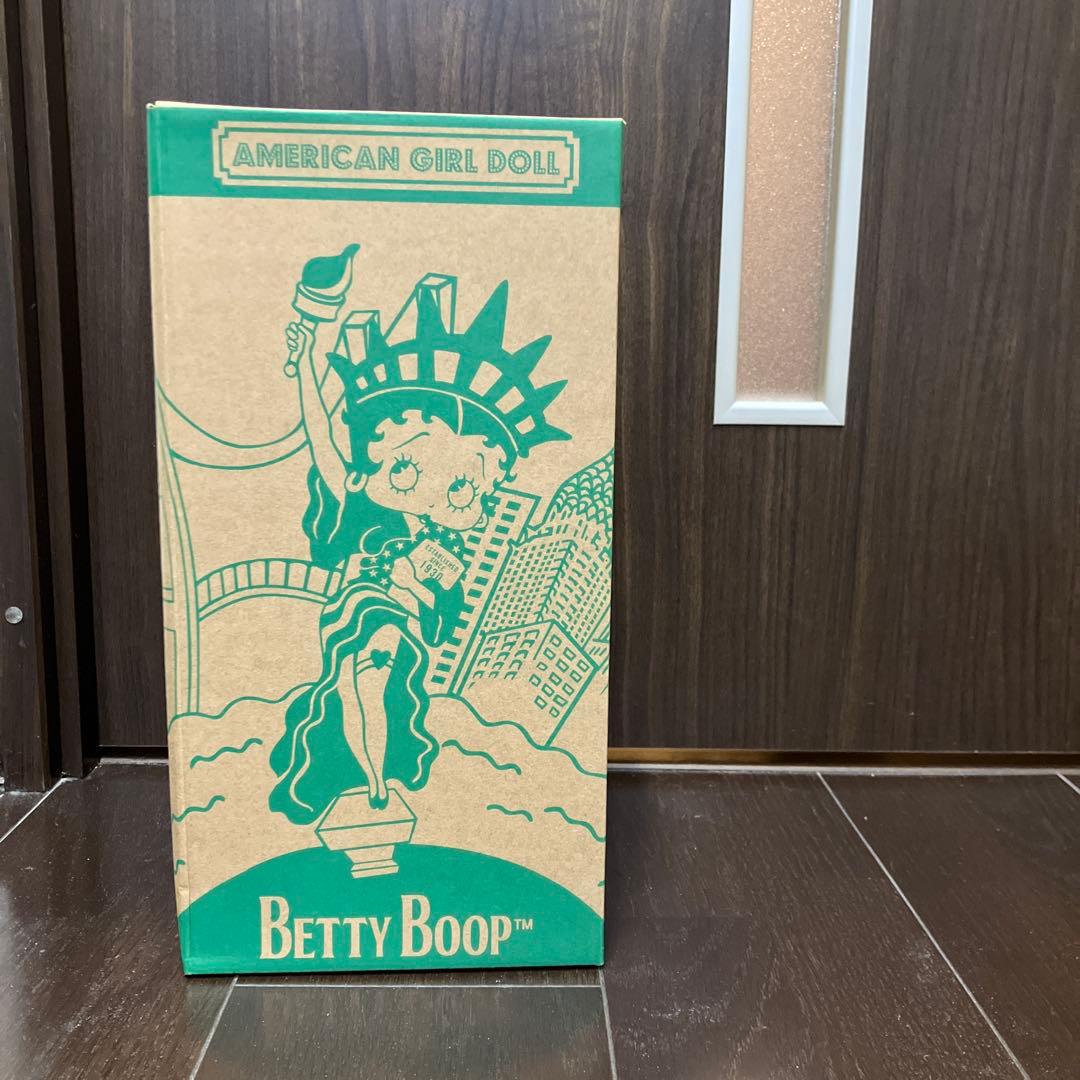 AMERICAN GIRL DOLL
ESTABLISHED
SINCE
1930
BETTY BOOP™